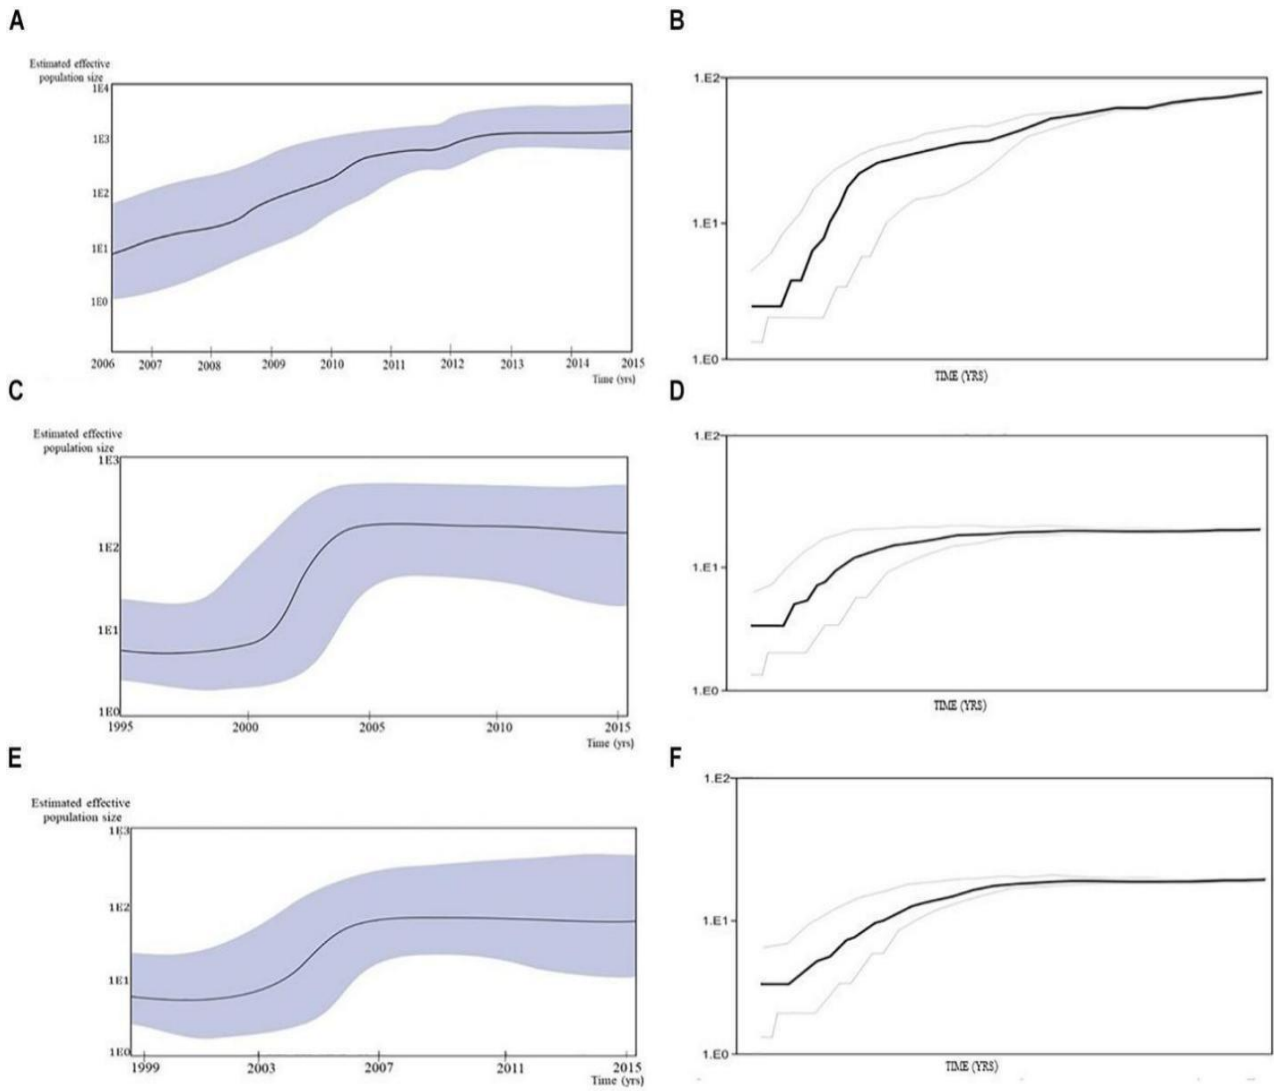 A
Estimated effective
population size
1E4
1E3
1E2
1E1
1E0
2006 2007 2008 2009 2010 2011 2012 2013 2014 2015
Time (yrs)
B
1.E2
1.E1
1.E0
TIME (YRS)
C
Estimated effective
population size
1E3
1E2
1E1
1E0
1995 2000 2005 2010 2015
Time (yrs)
D
1.E2
1.E1
1.E0
TIME (YRS)
E
Estimated effective
population size
1E3
1E2
1E1
1E0
1999 2003 2007 2011 2015
Time (yrs)
F
1.E2
1.E1
1.E0
TIME (YRS)